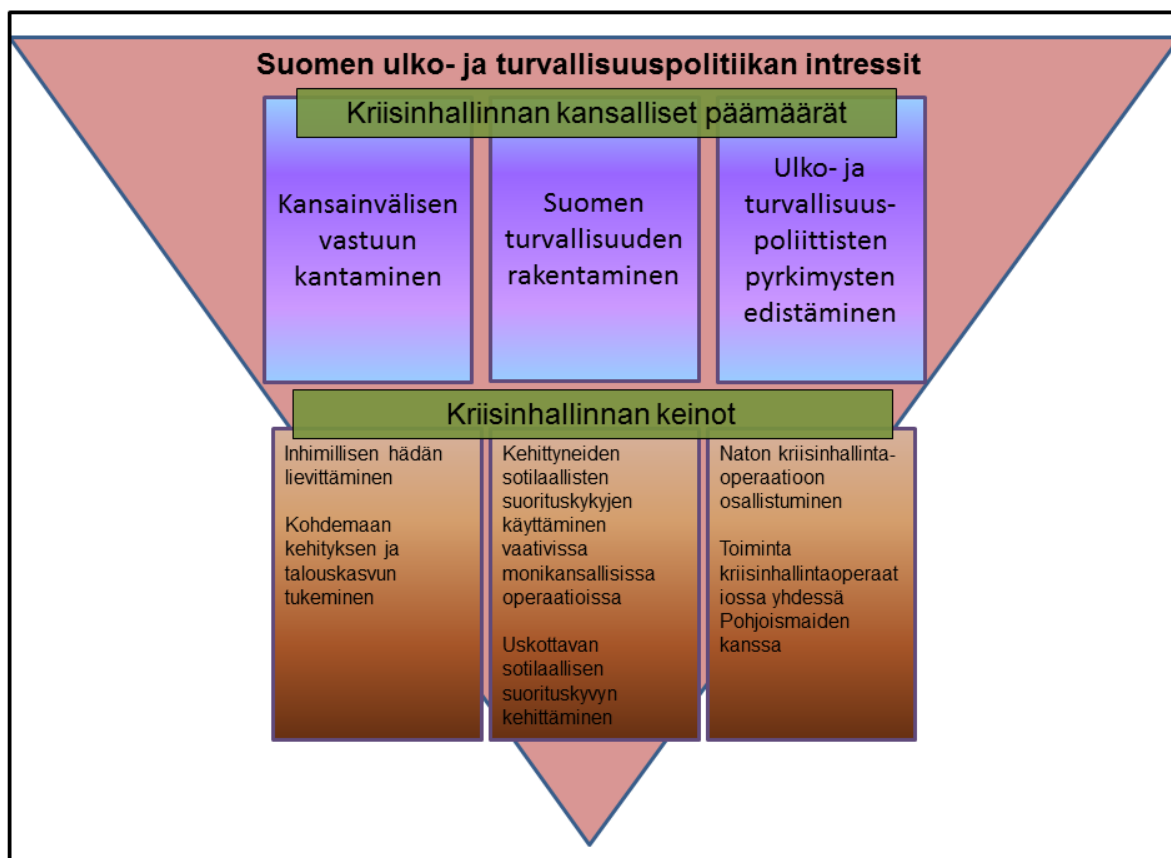 Suomen ulko- ja turvallisuuspolitiikan intressit
Kriisinhallinnan kansalliset päämäärät
Kansainvälisen
vastuun
kantaminen
Suomen
turvallisuuden
rakentaminen
Ulko- ja
turvallisuus-
poliittisten
pyrkimysten
edistäminen
Kriisinhallinnan keinot
Inhimillisen hädän
lievittäminen
Kohdemaan
kehityksen ja
talouskasvun
tukeminen
Kehittyneiden
sotilaallisten
suorituskykyjen
käyttäminen
vaativissa
monikansallisissa
operaatioissa
Uskottavan
sotilaallisen
suorituskyvyn
kehittäminen
Naton kriisinhallinta-
operaatioon
osallistuminen
Toiminta
kriisinhallintaoperaat
iossa yhdessä
Pohjoismaiden
kanssa